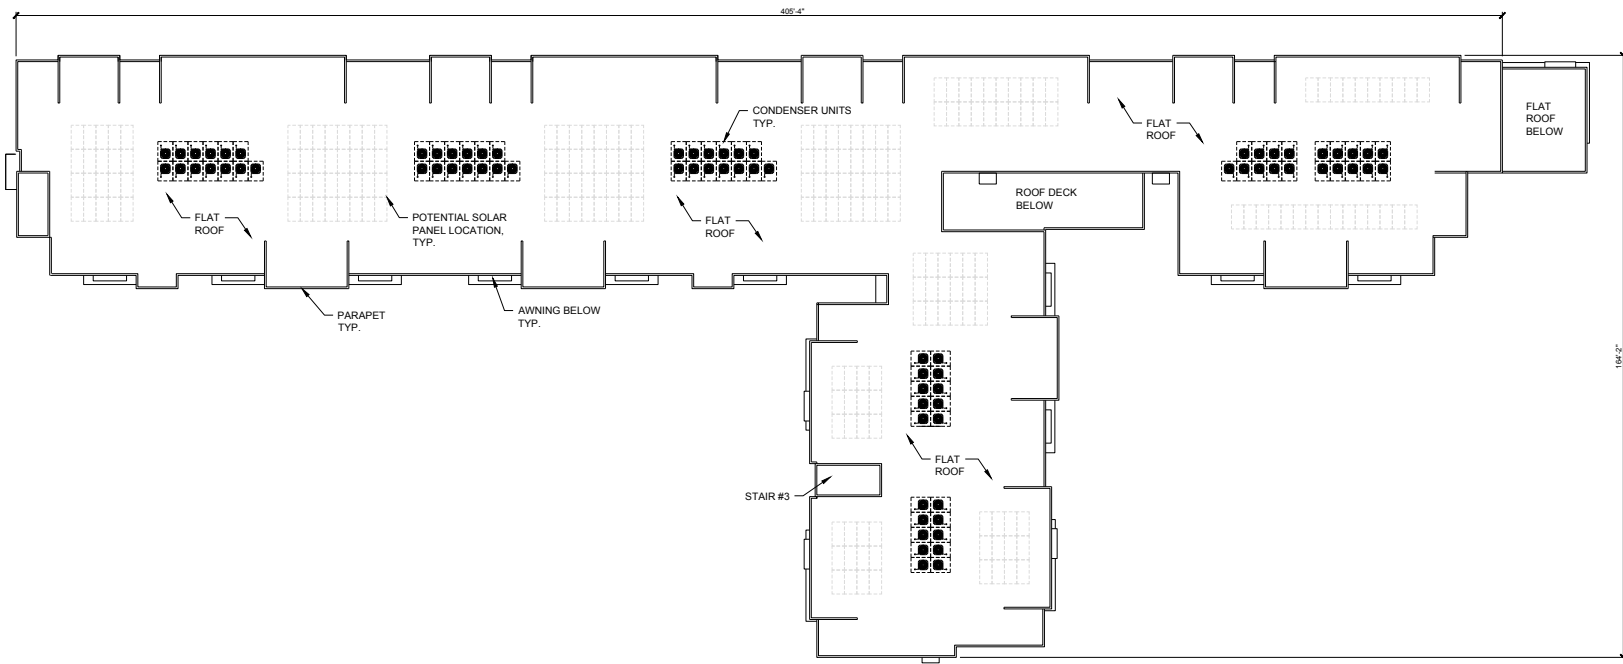 405'-4"
CONDENSER UNITS
TYP.
FLAT
ROOF
FLAT
ROOF
BELOW
ROOF DECK
BELOW
FLAT
ROOF
POTENTIAL SOLAR
PANEL LOCATION,
TYP.
FLAT
ROOF
PARAPET
TYP.
AWNING BELOW
TYP.
164'-2"
FLAT
ROOF
STAIR #3